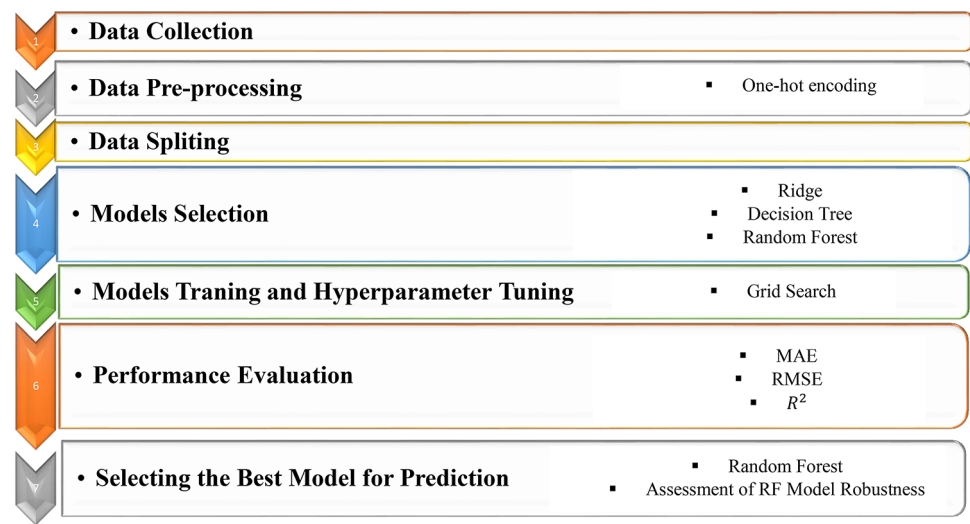 1
• Data Collection
2
• Data Pre-processing
▪ One-hot encoding
3
• Data Spliting
4
• Models Selection
▪ Ridge
▪ Decision Tree
▪ Random Forest
5
• Models Traning and Hyperparameter Tuning
▪ Grid Search
6
• Performance Evaluation
▪ MAE
▪ RMSE
▪ R²
7
• Selecting the Best Model for Prediction
▪ Random Forest
▪ Assessment of RF Model Robustness